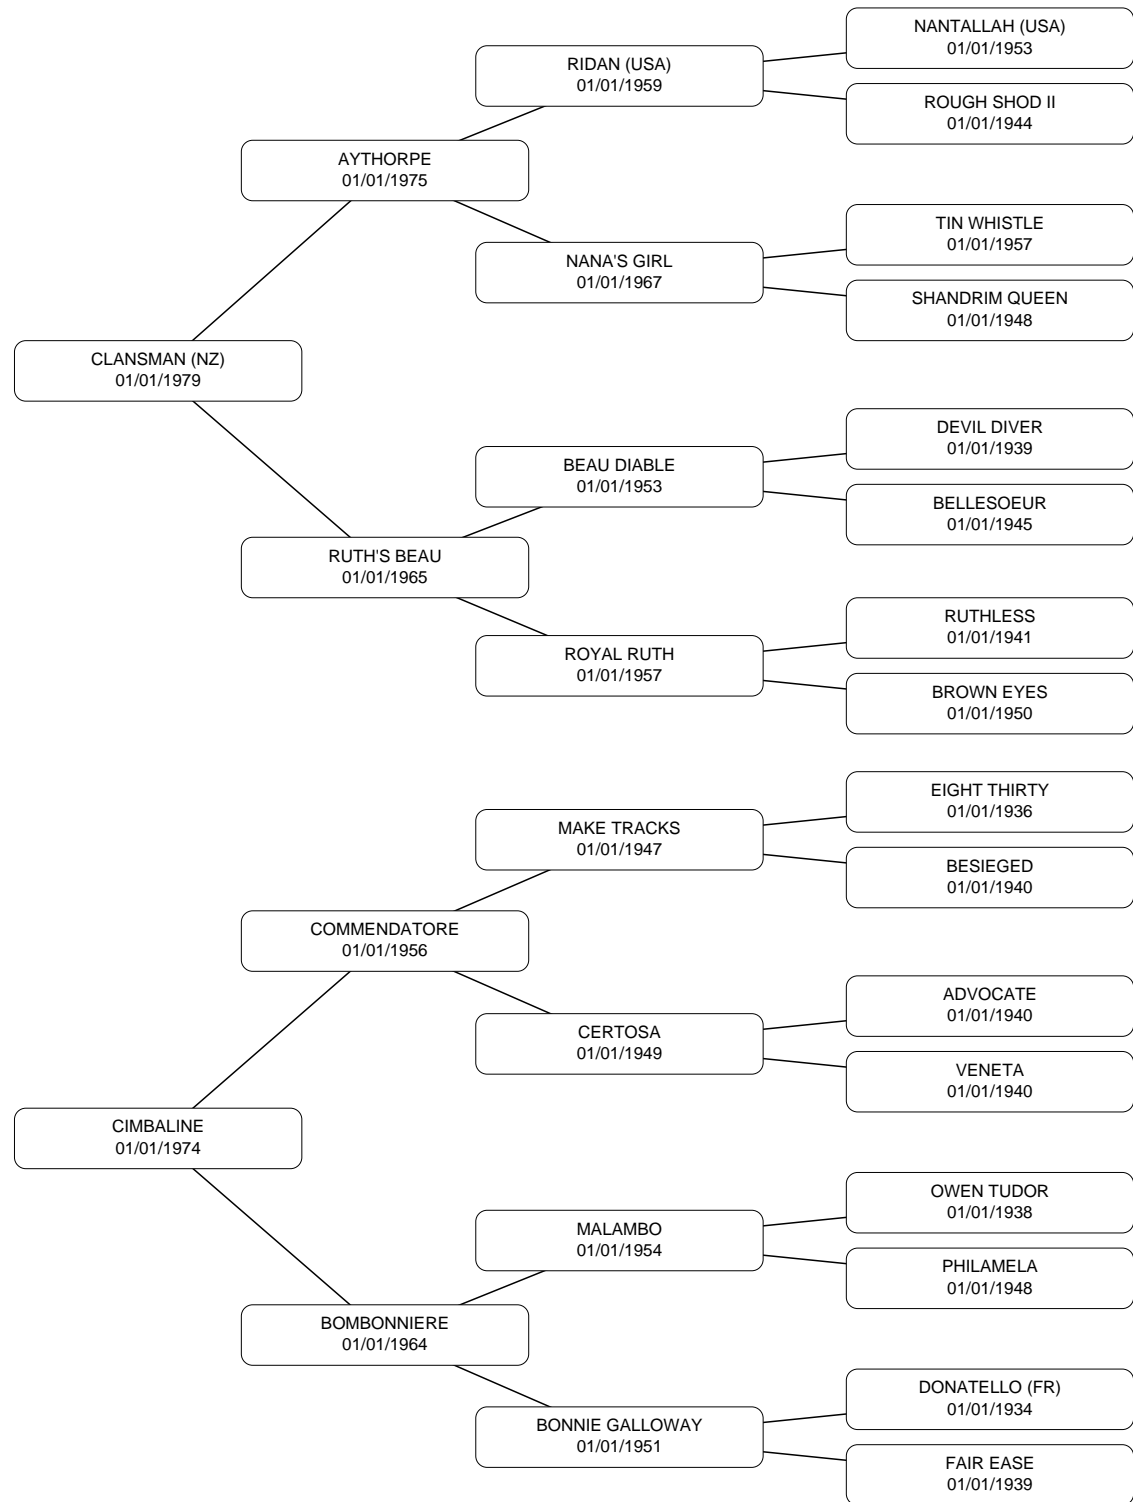 NANTALLAH (USA)
01/01/1953
RIDAN (USA)
01/01/1959
ROUGH SHOD II
01/01/1944
AYTHORPE
01/01/1975
TIN WHISTLE
01/01/1957
NANA'S GIRL
01/01/1967
SHANDRIM QUEEN
01/01/1948
CLANSMAN (NZ)
01/01/1979
DEVIL DIVER
01/01/1939
BEAU DIABLE
01/01/1953
BELLESOEUR
01/01/1945
RUTH'S BEAU
01/01/1965
RUTHLESS
01/01/1941
ROYAL RUTH
01/01/1957
BROWN EYES
01/01/1950
EIGHT THIRTY
01/01/1936
MAKE TRACKS
01/01/1947
BESIEGED
01/01/1940
COMMENDATORE
01/01/1956
ADVOCATE
01/01/1940
CERTOSA
01/01/1949
VENETA
01/01/1940
CIMBALINE
01/01/1974
OWEN TUDOR
01/01/1938
MALAMBO
01/01/1954
PHILAMELA
01/01/1948
BOMBONNIERE
01/01/1964
DONATELLO (FR)
01/01/1934
BONNIE GALLOWAY
01/01/1951
FAIR EASE
01/01/1939